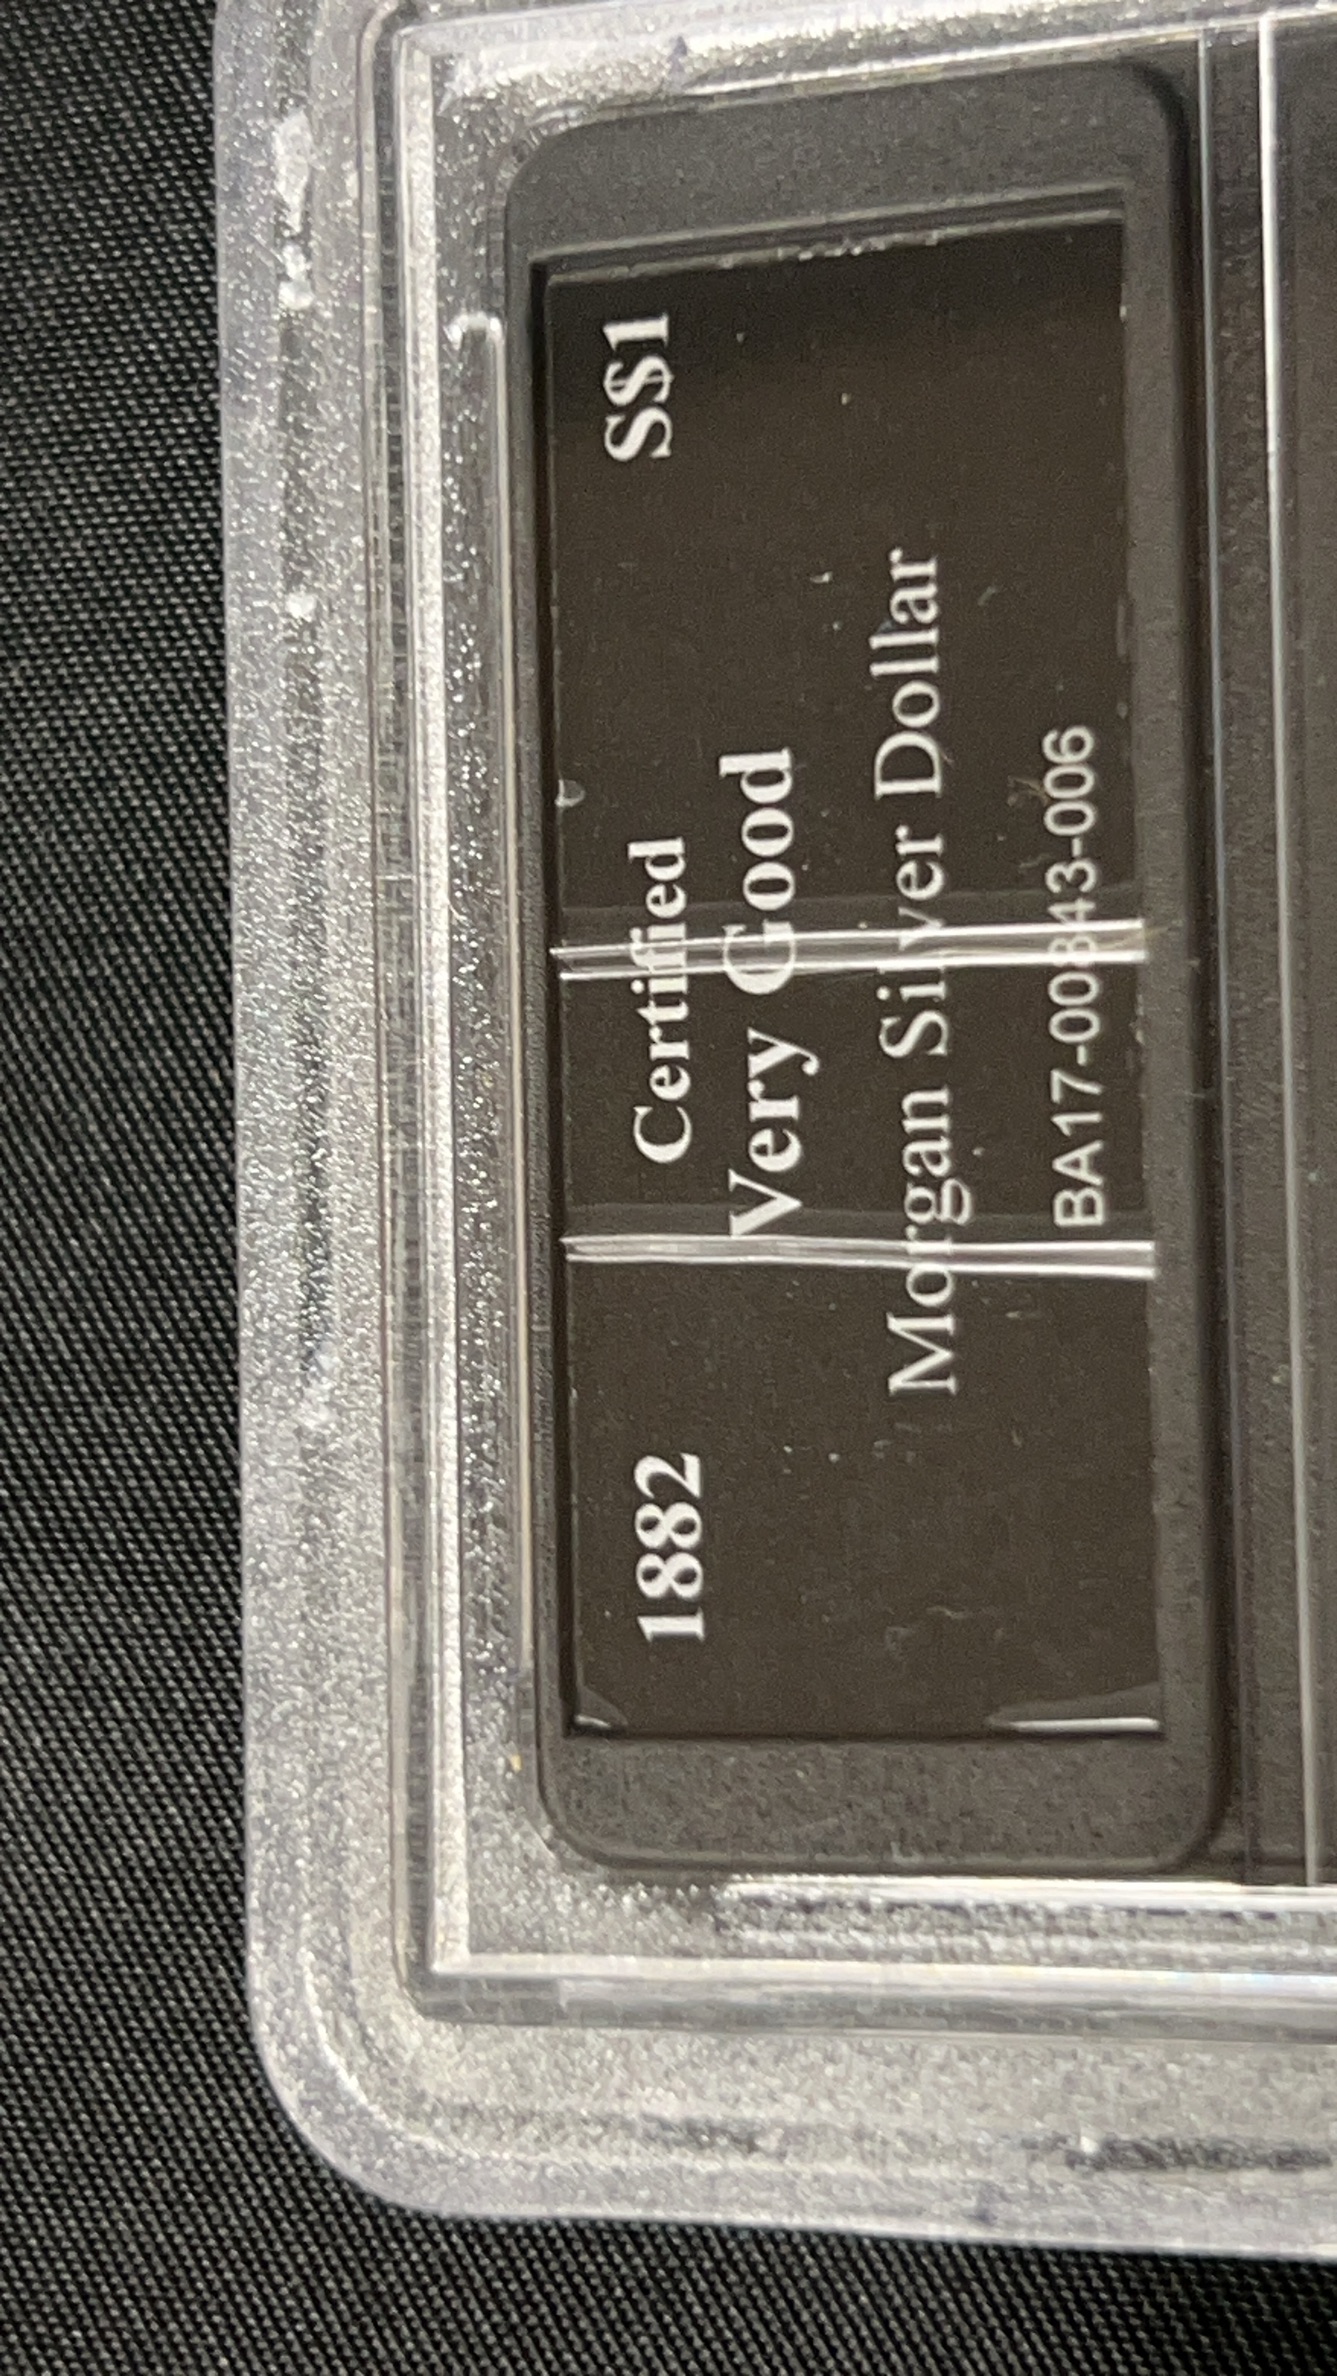 1882 Certified S$1
Very Good
Morgan Silver Dollar
BA17-00843-006